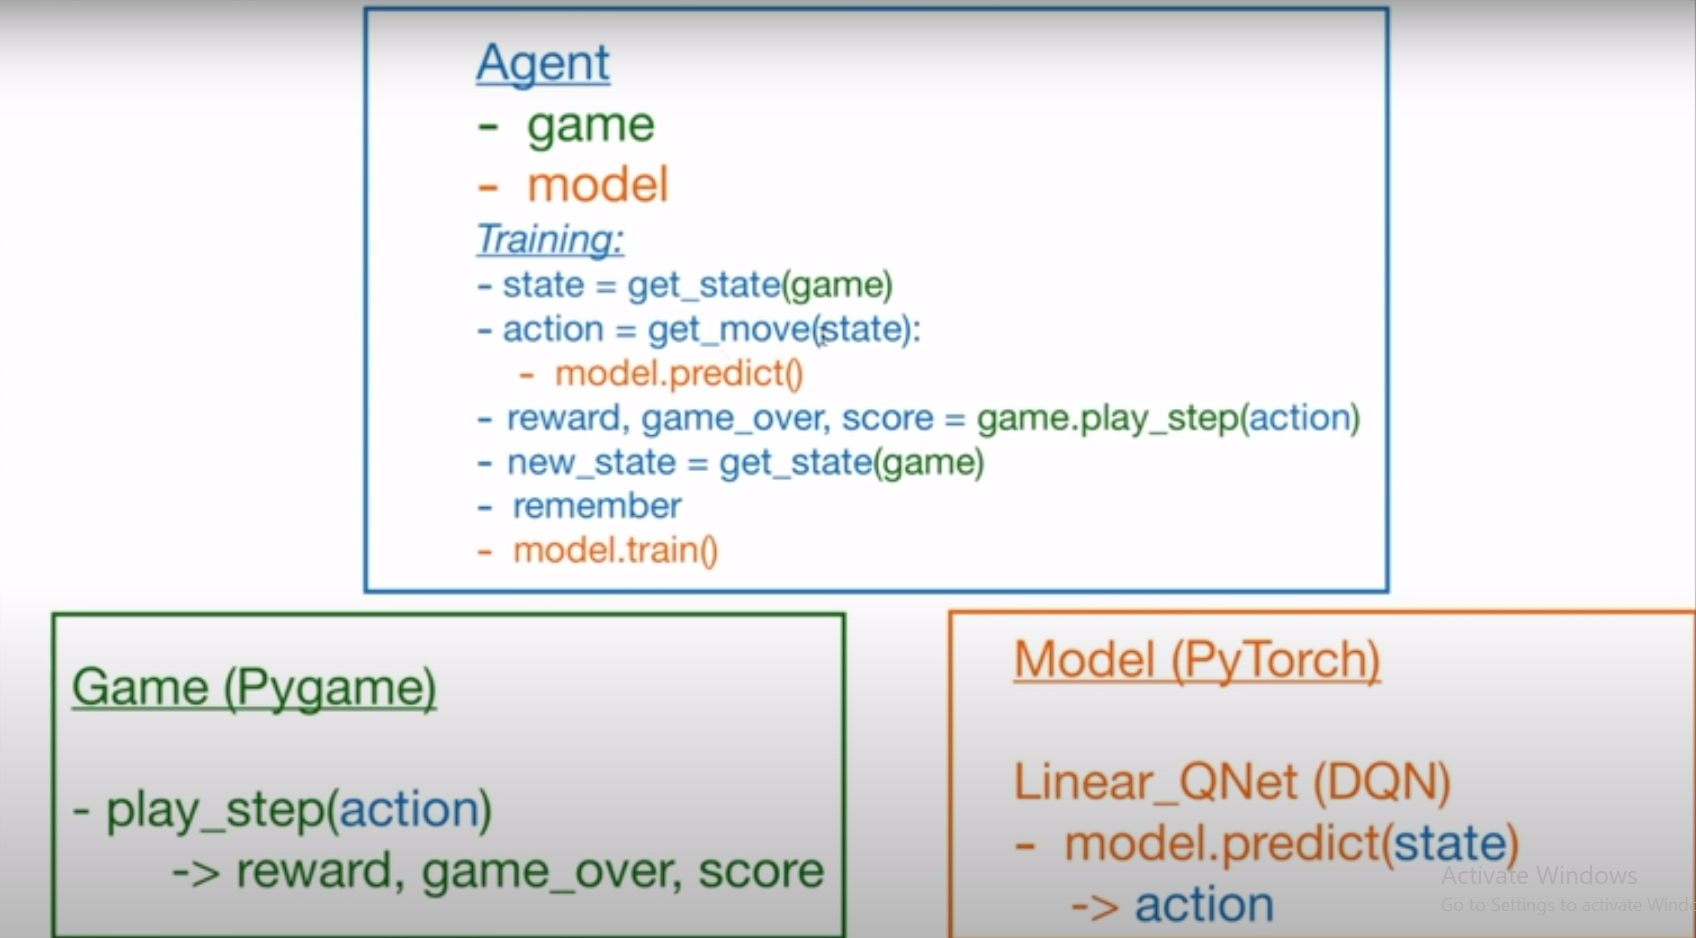 Agent
- game
- model
Training:
- state = get_state(game)
- action = get_move(state):
- model.predict()
- reward, game_over, score = game.play_step(action)
- new_state = get_state(game)
- remember
- model.train()
Game (Pygame)
- play_step(action)
-> reward, game_over, score
Model (PyTorch)
Linear_QNet (DQN)
- model.predict(state)
-> action
Activate Windows
Go to Settings to activate Wind